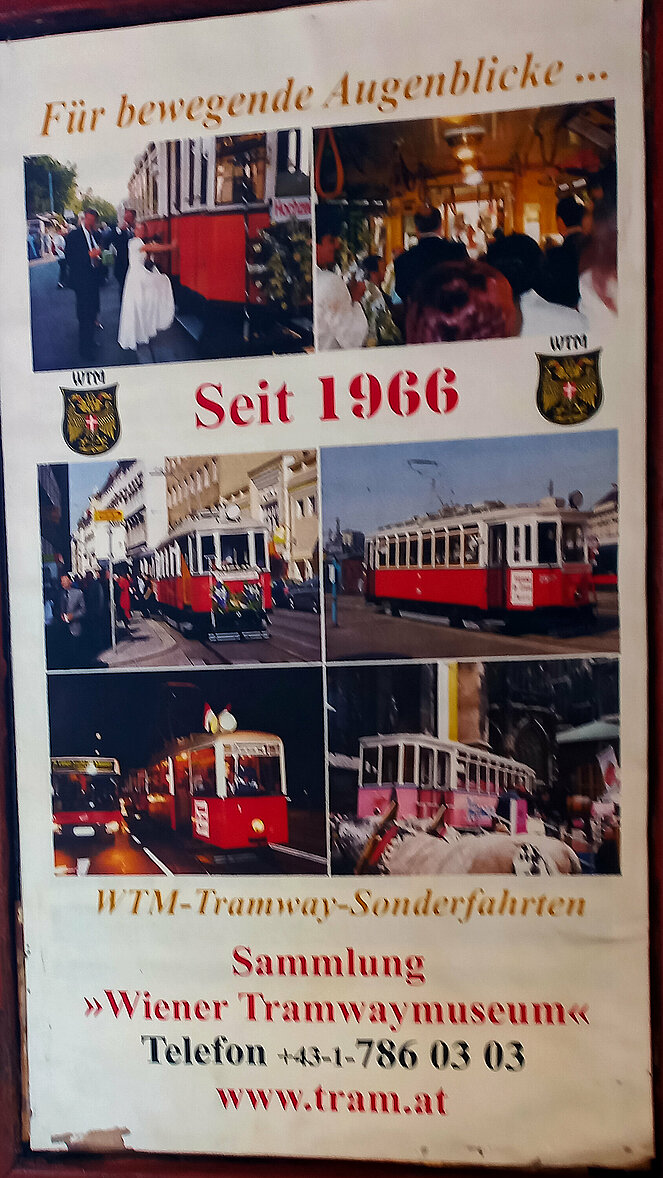 Für bewegende Augenblicke ...
WTM
WTM
Seit 1966
WTM-Tramway-Sonderfahrten
Sammlung
»Wiener Tramwaymuseum«
Telefon +43-1-786 03 03
www.tram.at